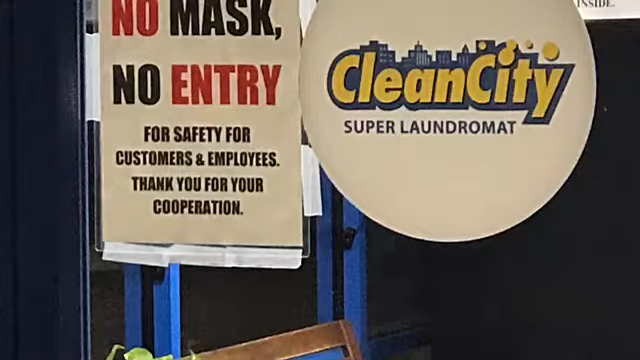 NO MASK,
NO ENTRY
FOR SAFETY FOR
CUSTOMERS & EMPLOYEES.
THANK YOU FOR YOUR
COOPERATION.
CleanCity
SUPER LAUNDROMAT
INSIDE.